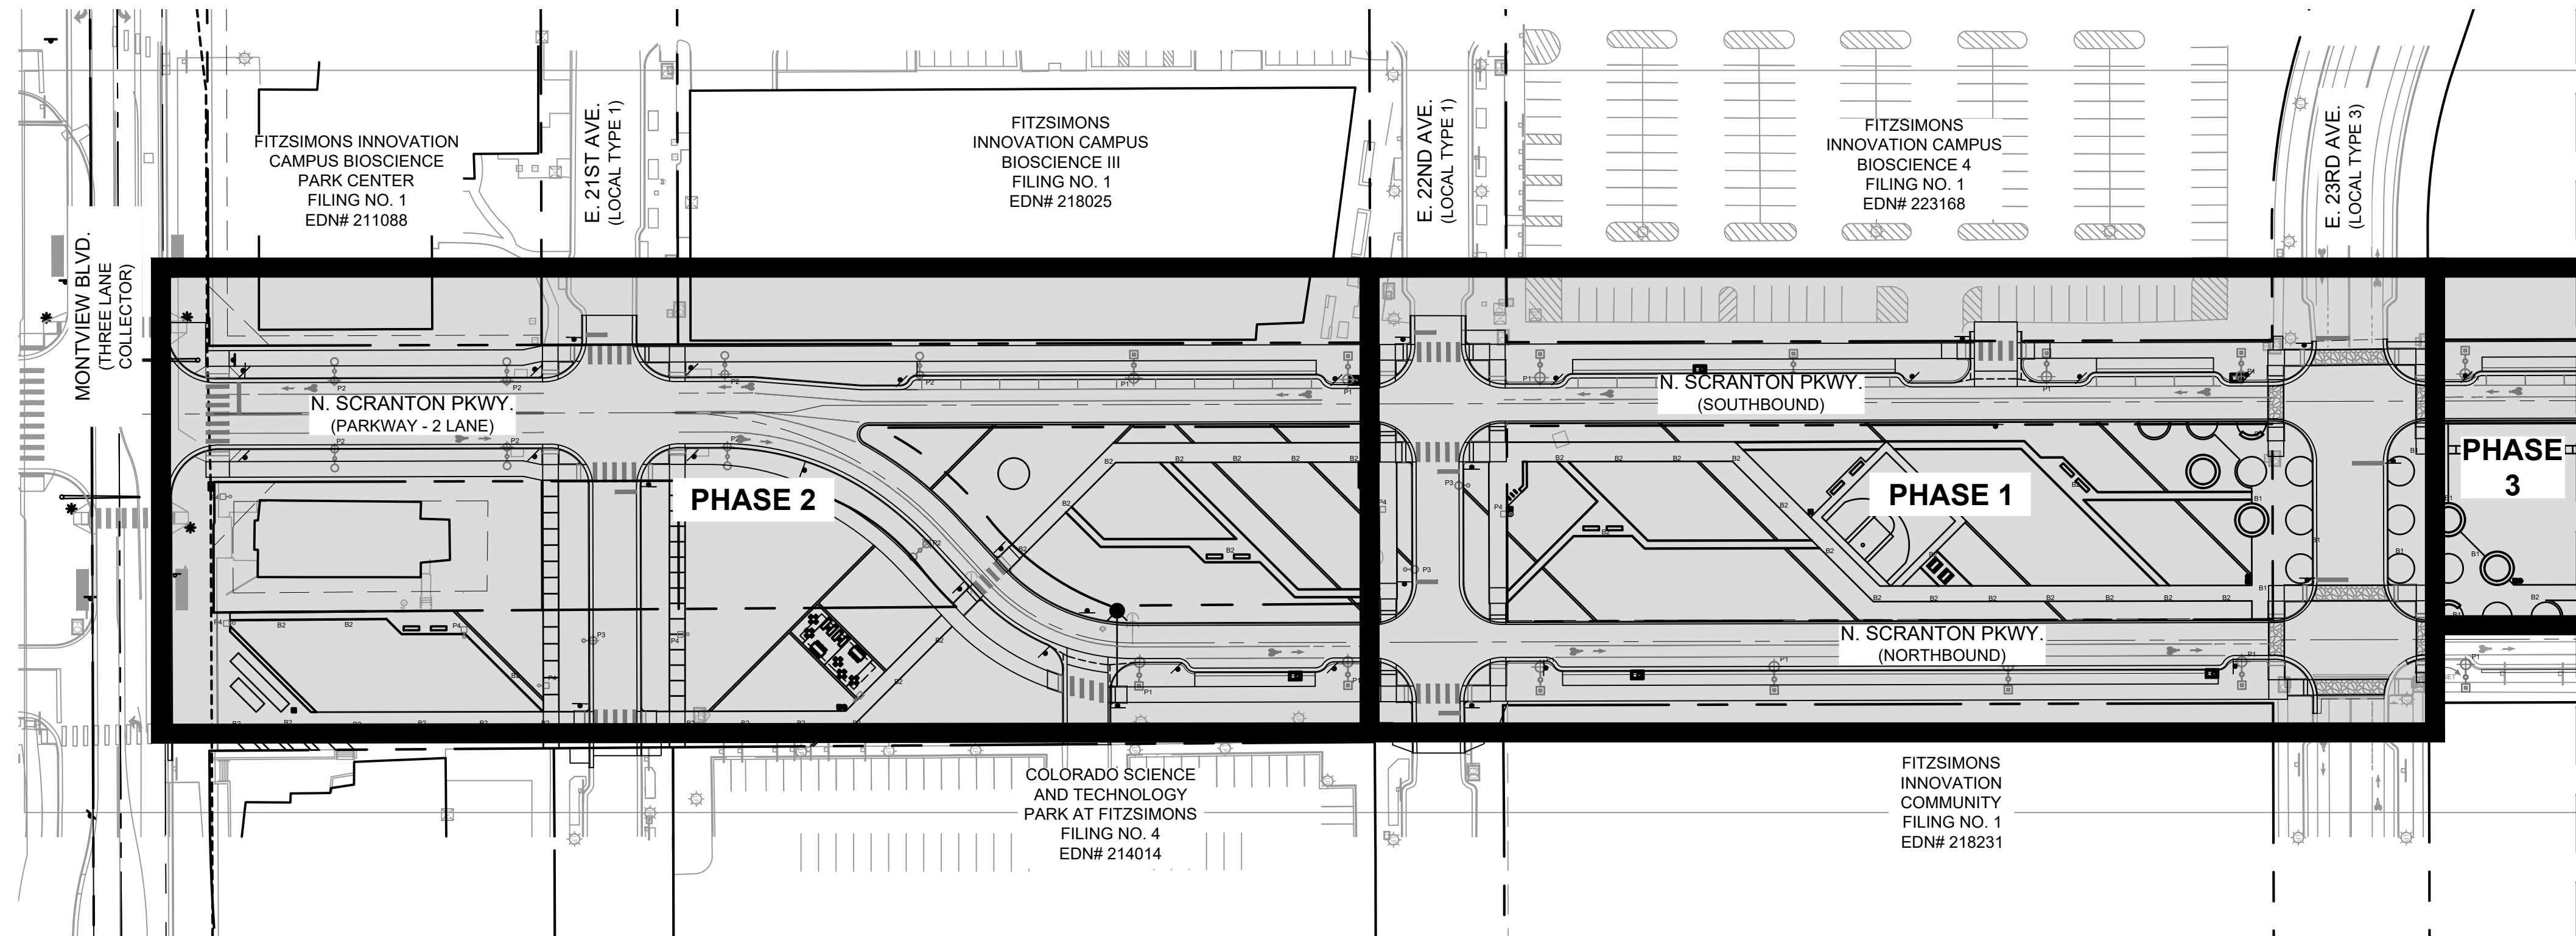 MONTVIEW BLVD.
(THREE LANE
COLLECTOR)
FITZSIMONS INNOVATION
CAMPUS BIOSCIENCE
PARK CENTER
FILING NO. 1
EDN# 211088
E. 21ST AVE.
(LOCAL TYPE 1)
FITZSIMONS
INNOVATION CAMPUS
BIOSCIENCE III
FILING NO. 1
EDN# 218025
E. 22ND AVE.
(LOCAL TYPE 1)
FITZSIMONS
INNOVATION CAMPUS
BIOSCIENCE 4
FILING NO. 1
EDN# 223168
E. 23RD AVE.
(LOCAL TYPE 3)
N. SCRANTON PKWY.
(PARKWAY - 2 LANE)
N. SCRANTON PKWY.
(SOUTHBOUND)
PHASE 2
PHASE 1
PHASE
3
N. SCRANTON PKWY.
(NORTHBOUND)
COLORADO SCIENCE
AND TECHNOLOGY
PARK AT FITZSIMONS
FILING NO. 4
EDN# 214014
FITZSIMONS
INNOVATION
COMMUNITY
FILING NO. 1
EDN# 218231